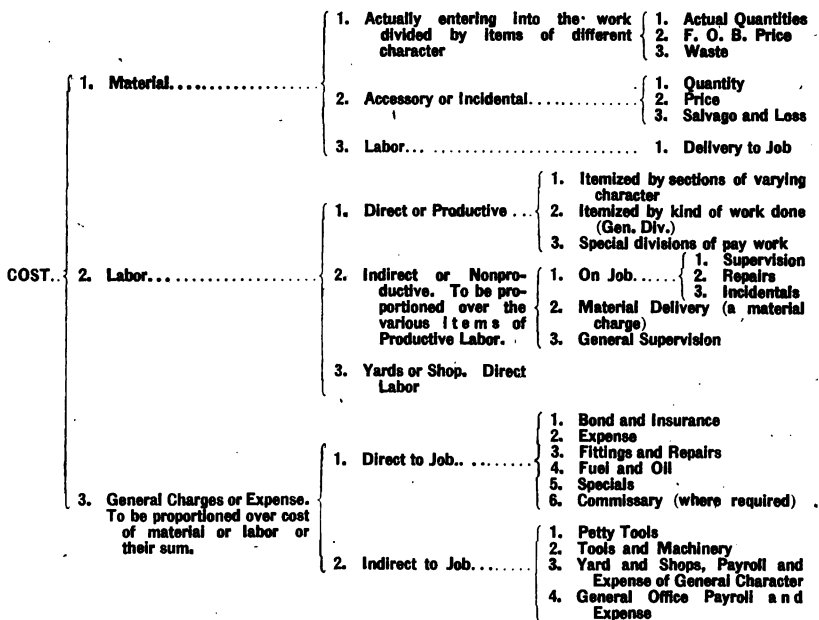 COST..
1. Material....................
1. Actually entering into the work
divided by items of different
character
1. Actual Quantities
2. F. O. B. Price
3. Waste
2. Accessory or Incidental.............
1. Quantity
2. Price
3. Salvago and Loss
3. Labor... .........................
1. Delivery to Job
2. Labor......................
1. Direct or Productive ...
1. Itemized by sections of varying
character
2. Itemized by kind of work done
(Gen. Div.)
3. Special divisions of pay work
2. Indirect or Nonpro-
ductive. To be pro-
portioned over the
various Items of
Productive Labor.
1. On Job......
1. Supervision
2. Repairs
3. Incidentals
2. Material Delivery (a material
charge)
3. General Supervision
3. Yards or Shop. Direct
Labor
3. General Charges or Expense.
To be proportioned over cost
of material or labor or
their sum.
1. Direct to Job.. .......
1. Bond and Insurance
2. Expense
3. Fittings and Repairs
4. Fuel and Oil
5. Specials
6. Commissary (where required)
2. Indirect to Job.......
1. Petty Tools
2. Tools and Machinery
3. Yard and Shops, Payroll and
Expense of General Character
4. General Office Payroll and
Expense